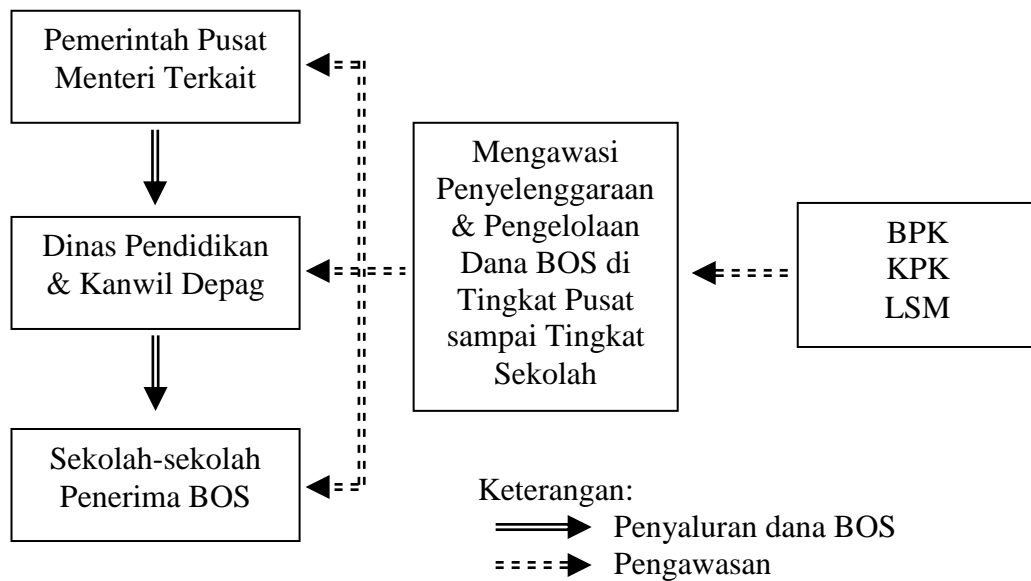 Pemerintah Pusat
Menteri Terkait
Dinas Pendidikan
& Kanwil Depag
Sekolah-sekolah
Penerima BOS
Mengawasi
Penyelenggaraan
& Pengelolaan
Dana BOS di
Tingkat Pusat
sampai Tingkat
Sekolah
BPK
KPK
LSM
Keterangan:
Penyaluran dana BOS
Pengawasan